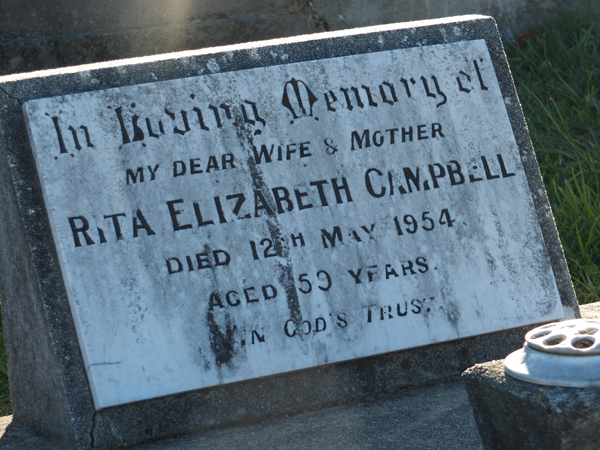 In Loving Memory of
MY DEAR WIFE & MOTHER
RITA ELIZABETH CAMPBELL
DIED 12TH MAY 1954.
AGED 59 YEARS.
IN GOD'S TRUST.